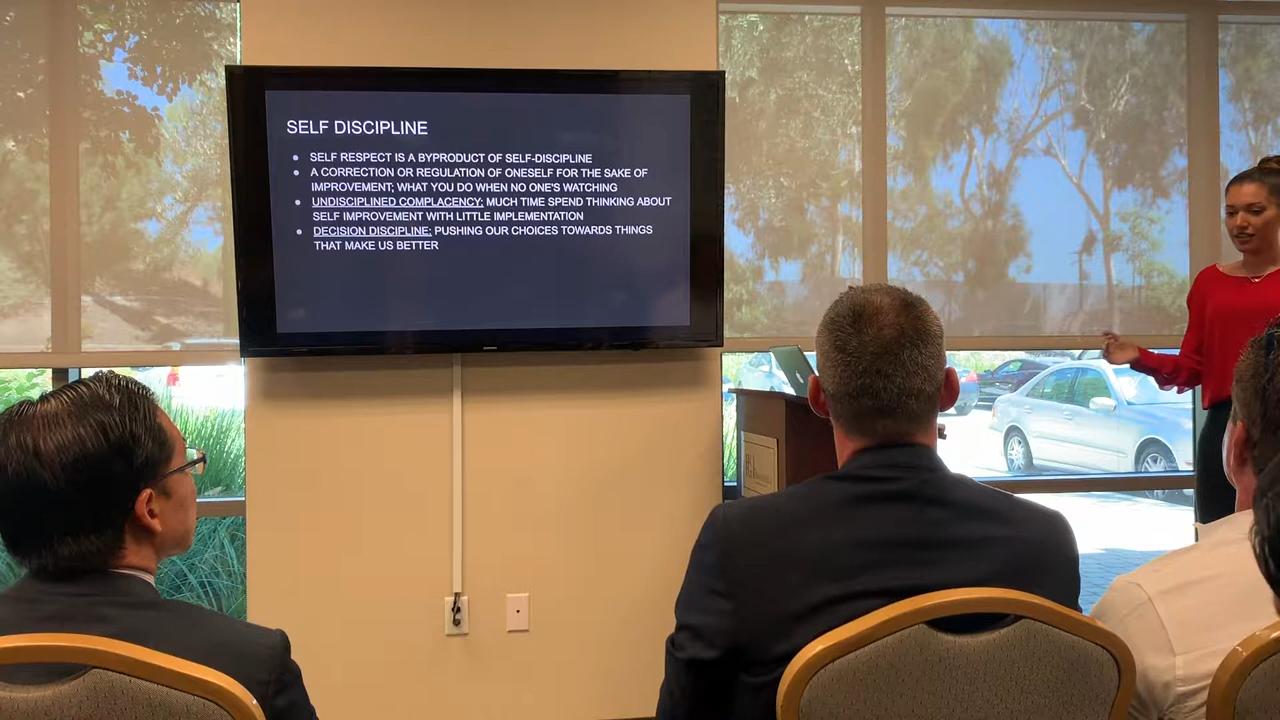 SELF DISCIPLINE
● SELF RESPECT IS A BYPRODUCT OF SELF-DISCIPLINE
● A CORRECTION OR REGULATION OF ONESELF FOR THE SAKE OF
IMPROVEMENT; WHAT YOU DO WHEN NO ONE'S WATCHING
● UNDISCIPLINED COMPLACENCY: MUCH TIME SPEND THINKING ABOUT
SELF IMPROVEMENT WITH LITTLE IMPLEMENTATION
● DECISION DISCIPLINE: PUSHING OUR CHOICES TOWARDS THINGS
THAT MAKE US BETTER